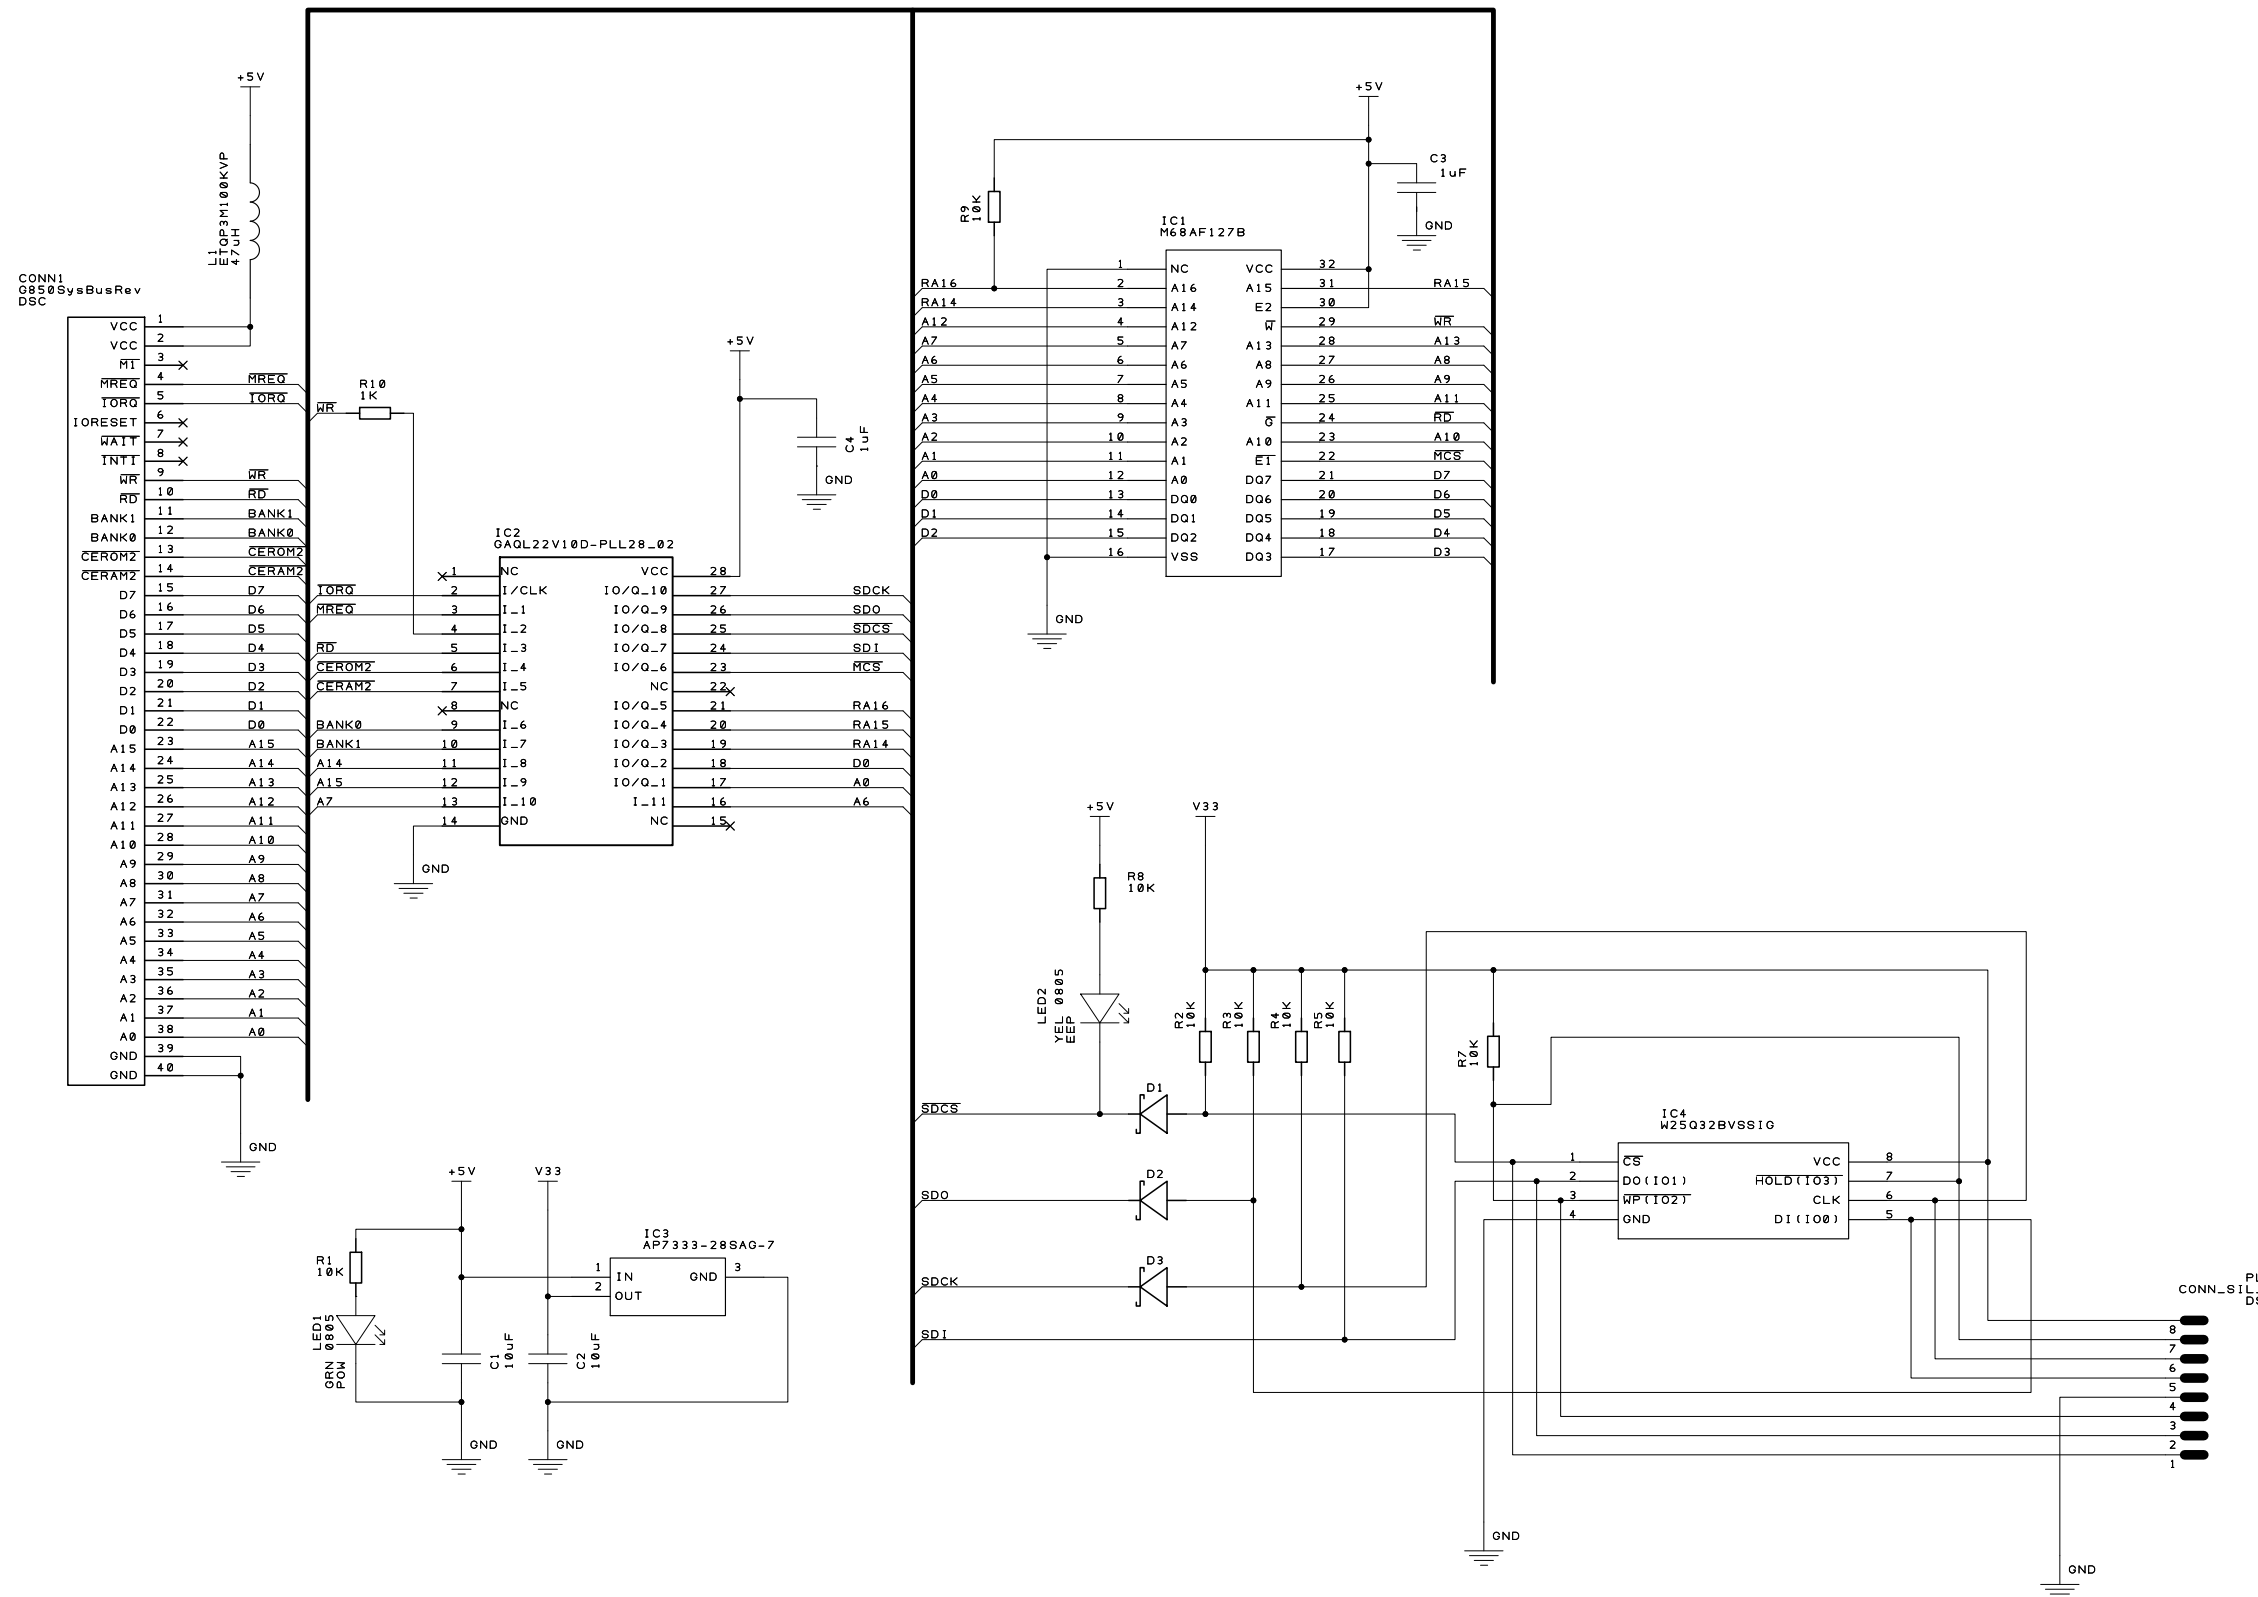 +5V
L1
ETQP3M100KVP
47uH
CONN1
G850SysBusRev
DSC
VCC 1
VCC 2
M1 3
MREQ 4 MREQ
IORQ 5 IORQ
IORESET 6
WAIT 7
INTI 8
WR 9 WR
RD 10 RD
BANK1 11 BANK1
BANK0 12 BANK0
CEROM2 13 CEROM2
CERAM2 14 CERAM2
D7 15 D7
D6 16 D6
D5 17 D5
D4 18 D4
D3 19 D3
D2 20 D2
D1 21 D1
D0 22 D0
A15 23 A15
A14 24 A14
A13 25 A13
A12 26 A12
A11 27 A11
A10 28 A10
A9 29 A9
A8 30 A8
A7 31 A7
A6 32 A6
A5 33 A5
A4 34 A4
A3 35 A3
A2 36 A2
A1 37 A1
A0 38 A0
GND 39
GND 40
GND
R10
1K
WR
+5V
C4
1uF
GND
IC2
GAQL22V10D-PLL28_02
1 NC VCC 28
IORQ 2 I/CLK IO/Q_10 27 SDCK
MREQ 3 I_1 IO/Q_9 26 SDO
4 I_2 IO/Q_8 25 SDCS
RD 5 I_3 IO/Q_7 24 SDI
CEROM2 6 I_4 IO/Q_6 23 MCS
CERAM2 7 I_5 NC 22
8 NC IO/Q_5 21 RA16
BANK0 9 I_6 IO/Q_4 20 RA15
BANK1 10 I_7 IO/Q_3 19 RA14
A14 11 I_8 IO/Q_2 18 D0
A15 12 I_9 IO/Q_1 17 A0
A7 13 I_10 I_11 16 A6
14 GND NC 15
GND
+5V
C3
1uF
GND
R9
10K
IC1
M68AF127B
1 NC VCC 32
RA16 2 A16 A15 31 RA15
RA14 3 A14 E2 30
A12 4 A12 W 29 WR
A7 5 A7 A13 28 A13
A6 6 A6 A8 27 A8
A5 7 A5 A9 26 A9
A4 8 A4 A11 25 A11
A3 9 A3 G 24 RD
A2 10 A2 A10 23 A10
A1 11 A1 E1 22 MCS
A0 12 A0 DQ7 21 D7
D0 13 DQ0 DQ6 20 D6
D1 14 DQ1 DQ5 19 D5
D2 15 DQ2 DQ4 18 D4
16 VSS DQ3 17 D3
GND
+5V V33
R8
10K
LED2
YEL 0805
EEP
R2
10K
R3
10K
R4
10K
R5
10K
R7
10K
SDCS D1
SDO D2
SDCK D3
SDI
IC4
W25Q32BVSSIG
1 CS VCC 8
2 DO(IO1) HOLD(IO3) 7
3 WP(IO2) CLK 6
4 GND DI(IO0) 5
GND
CONN_SIL_
8
7
6
5
4
3
2
1
GND
+5V V33
R1
10K
LED1
GRN 0805
POW
C1
10uF
C2
10uF
IC3
AP7333-28SAG-7
1 IN GND 3
2 OUT
GND GND